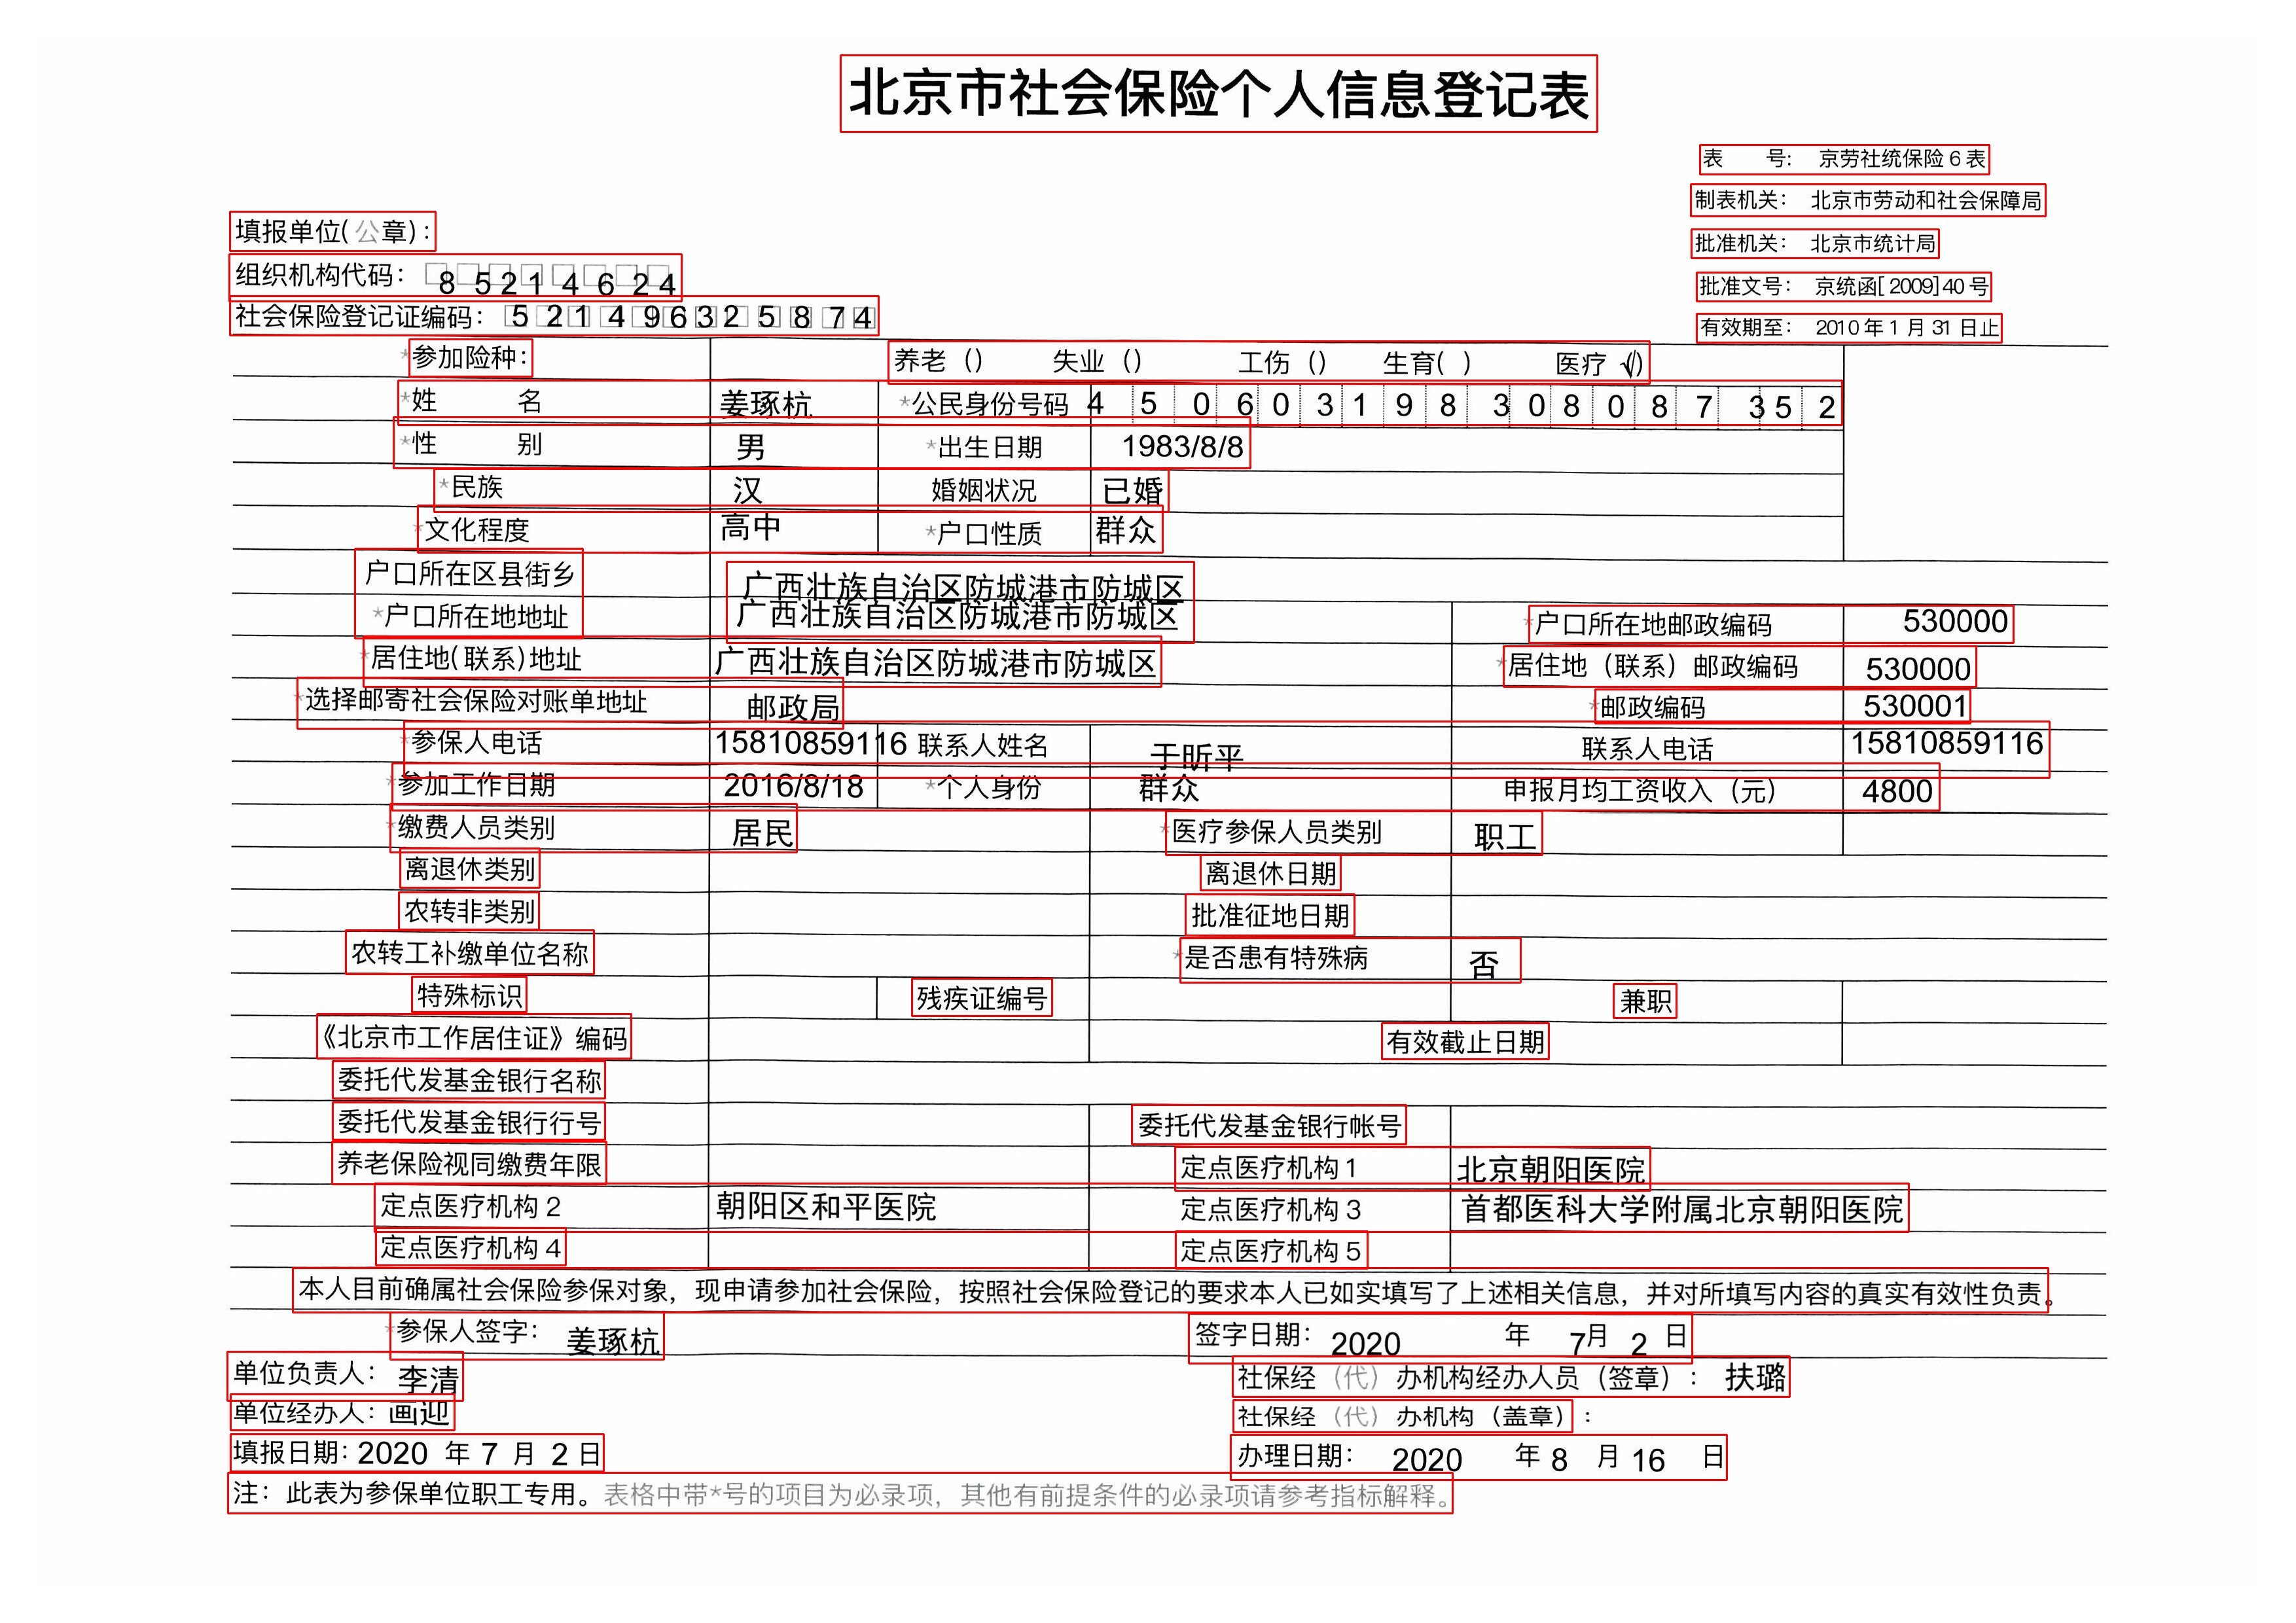 北京市社会保险个人信息登记表
表 号： 京劳社统保险6表
制表机关： 北京市劳动和社会保障局
填报单位(公章)：
批准机关： 北京市统计局
组织机构代码： 8 5 2 1 4 6 2 4
批准文号： 京统函[2009]40号
社会保险登记证编码： 5 2 1 4 9 6 3 2 5 8 7 4
有效期至： 2010年1月31日止
*参加险种： 养老（） 失业（） 工伤（） 生育( ) 医疗（√）
*姓 名 姜琢杭 *公民身份号码 4 5 0 6 0 3 1 9 8 3 0 8 0 8 7 3 5 2
*性 别 男 *出生日期 1983/8/8
*民族 汉 婚姻状况 已婚
*文化程度 高中 *户口性质 群众
户口所在区县街乡 广西壮族自治区防城港市防城区
*户口所在地地址 广西壮族自治区防城港市防城区 *户口所在地邮政编码 530000
*居住地(联系)地址 广西壮族自治区防城港市防城区 *居住地（联系）邮政编码 530000
*选择邮寄社会保险对账单地址 邮政局 *邮政编码 530001
*参保人电话 15810859116 联系人姓名 于昕平 联系人电话 15810859116
*参加工作日期 2016/8/18 *个人身份 群众 申报月均工资收入（元） 4800
*缴费人员类别 居民 *医疗参保人员类别 职工
离退休类别 离退休日期
农转非类别 批准征地日期
农转工补缴单位名称 *是否患有特殊病 否
特殊标识 残疾证编号 兼职
《北京市工作居住证》编码 有效截止日期
委托代发基金银行名称
委托代发基金银行行号 委托代发基金银行帐号
养老保险视同缴费年限 定点医疗机构1 北京朝阳医院
定点医疗机构2 朝阳区和平医院 定点医疗机构3 首都医科大学附属北京朝阳医院
定点医疗机构4 定点医疗机构5
本人目前确属社会保险参保对象，现申请参加社会保险，按照社会保险登记的要求本人已如实填写了上述相关信息，并对所填写内容的真实有效性负责。
*参保人签字： 姜琢杭 签字日期： 2020 年 7月 2 日
单位负责人： 李清 社保经（代）办机构经办人员（签章）： 扶璐
单位经办人：画迎 社保经（代）办机构（盖章）：
填报日期：2020 年 7 月 2 日 办理日期： 2020 年 8 月 16 日
注：此表为参保单位职工专用。表格中带*号的项目为必录项，其他有前提条件的必录项请参考指标解释。